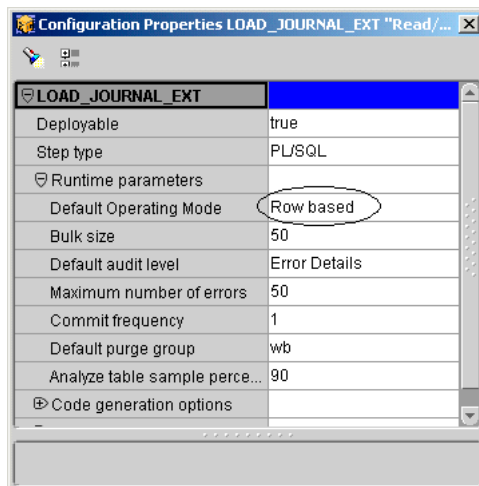 Configuration Properties LOAD_JOURNAL_EXT "Read/...
LOAD_JOURNAL_EXT
Deployable true
Step type PL/SQL
Runtime parameters
Default Operating Mode Row based
Bulk size 50
Default audit level Error Details
Maximum number of errors 50
Commit frequency 1
Default purge group wb
Analyze table sample perce... 90
Code generation options